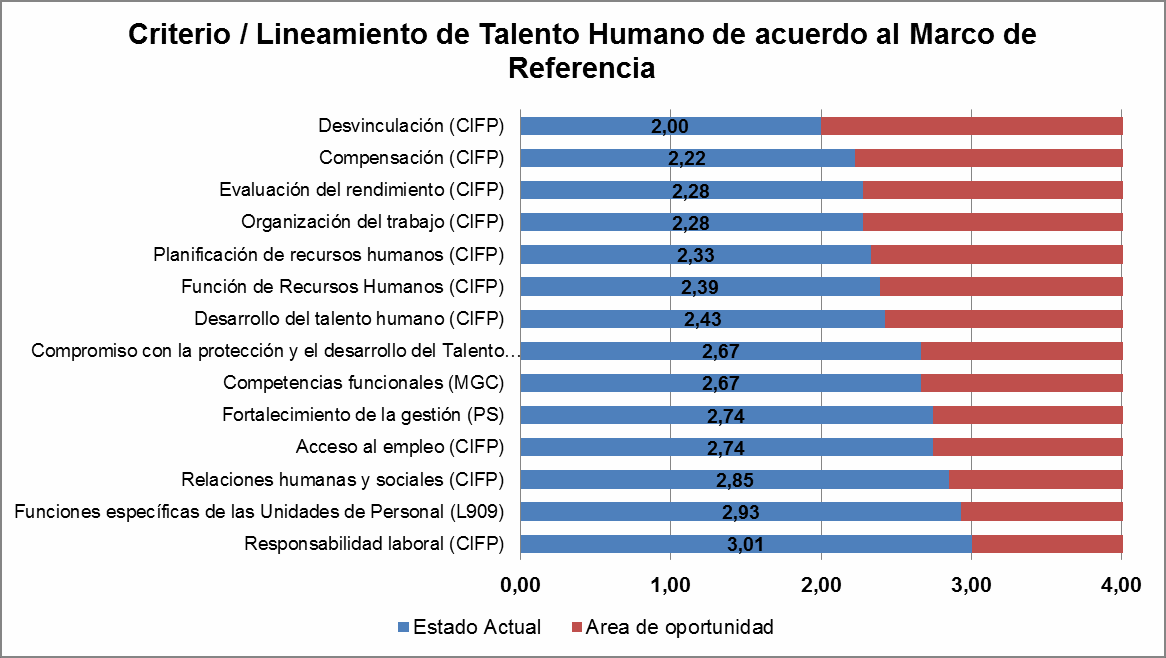 Criterio / Lineamiento de Talento Humano de acuerdo al Marco de
Referencia
Desvinculación (CIFP) 2,00
Compensación (CIFP) 2,22
Evaluación del rendimiento (CIFP) 2,28
Organización del trabajo (CIFP) 2,28
Planificación de recursos humanos (CIFP) 2,33
Función de Recursos Humanos (CIFP) 2,39
Desarrollo del talento humano (CIFP) 2,43
Compromiso con la protección y el desarrollo del Talento… 2,67
Competencias funcionales (MGC) 2,67
Fortalecimiento de la gestión (PS) 2,74
Acceso al empleo (CIFP) 2,74
Relaciones humanas y sociales (CIFP) 2,85
Funciones específicas de las Unidades de Personal (L909) 2,93
Responsabilidad laboral (CIFP) 3,01
0,00 1,00 2,00 3,00 4,00
Estado Actual Area de oportunidad